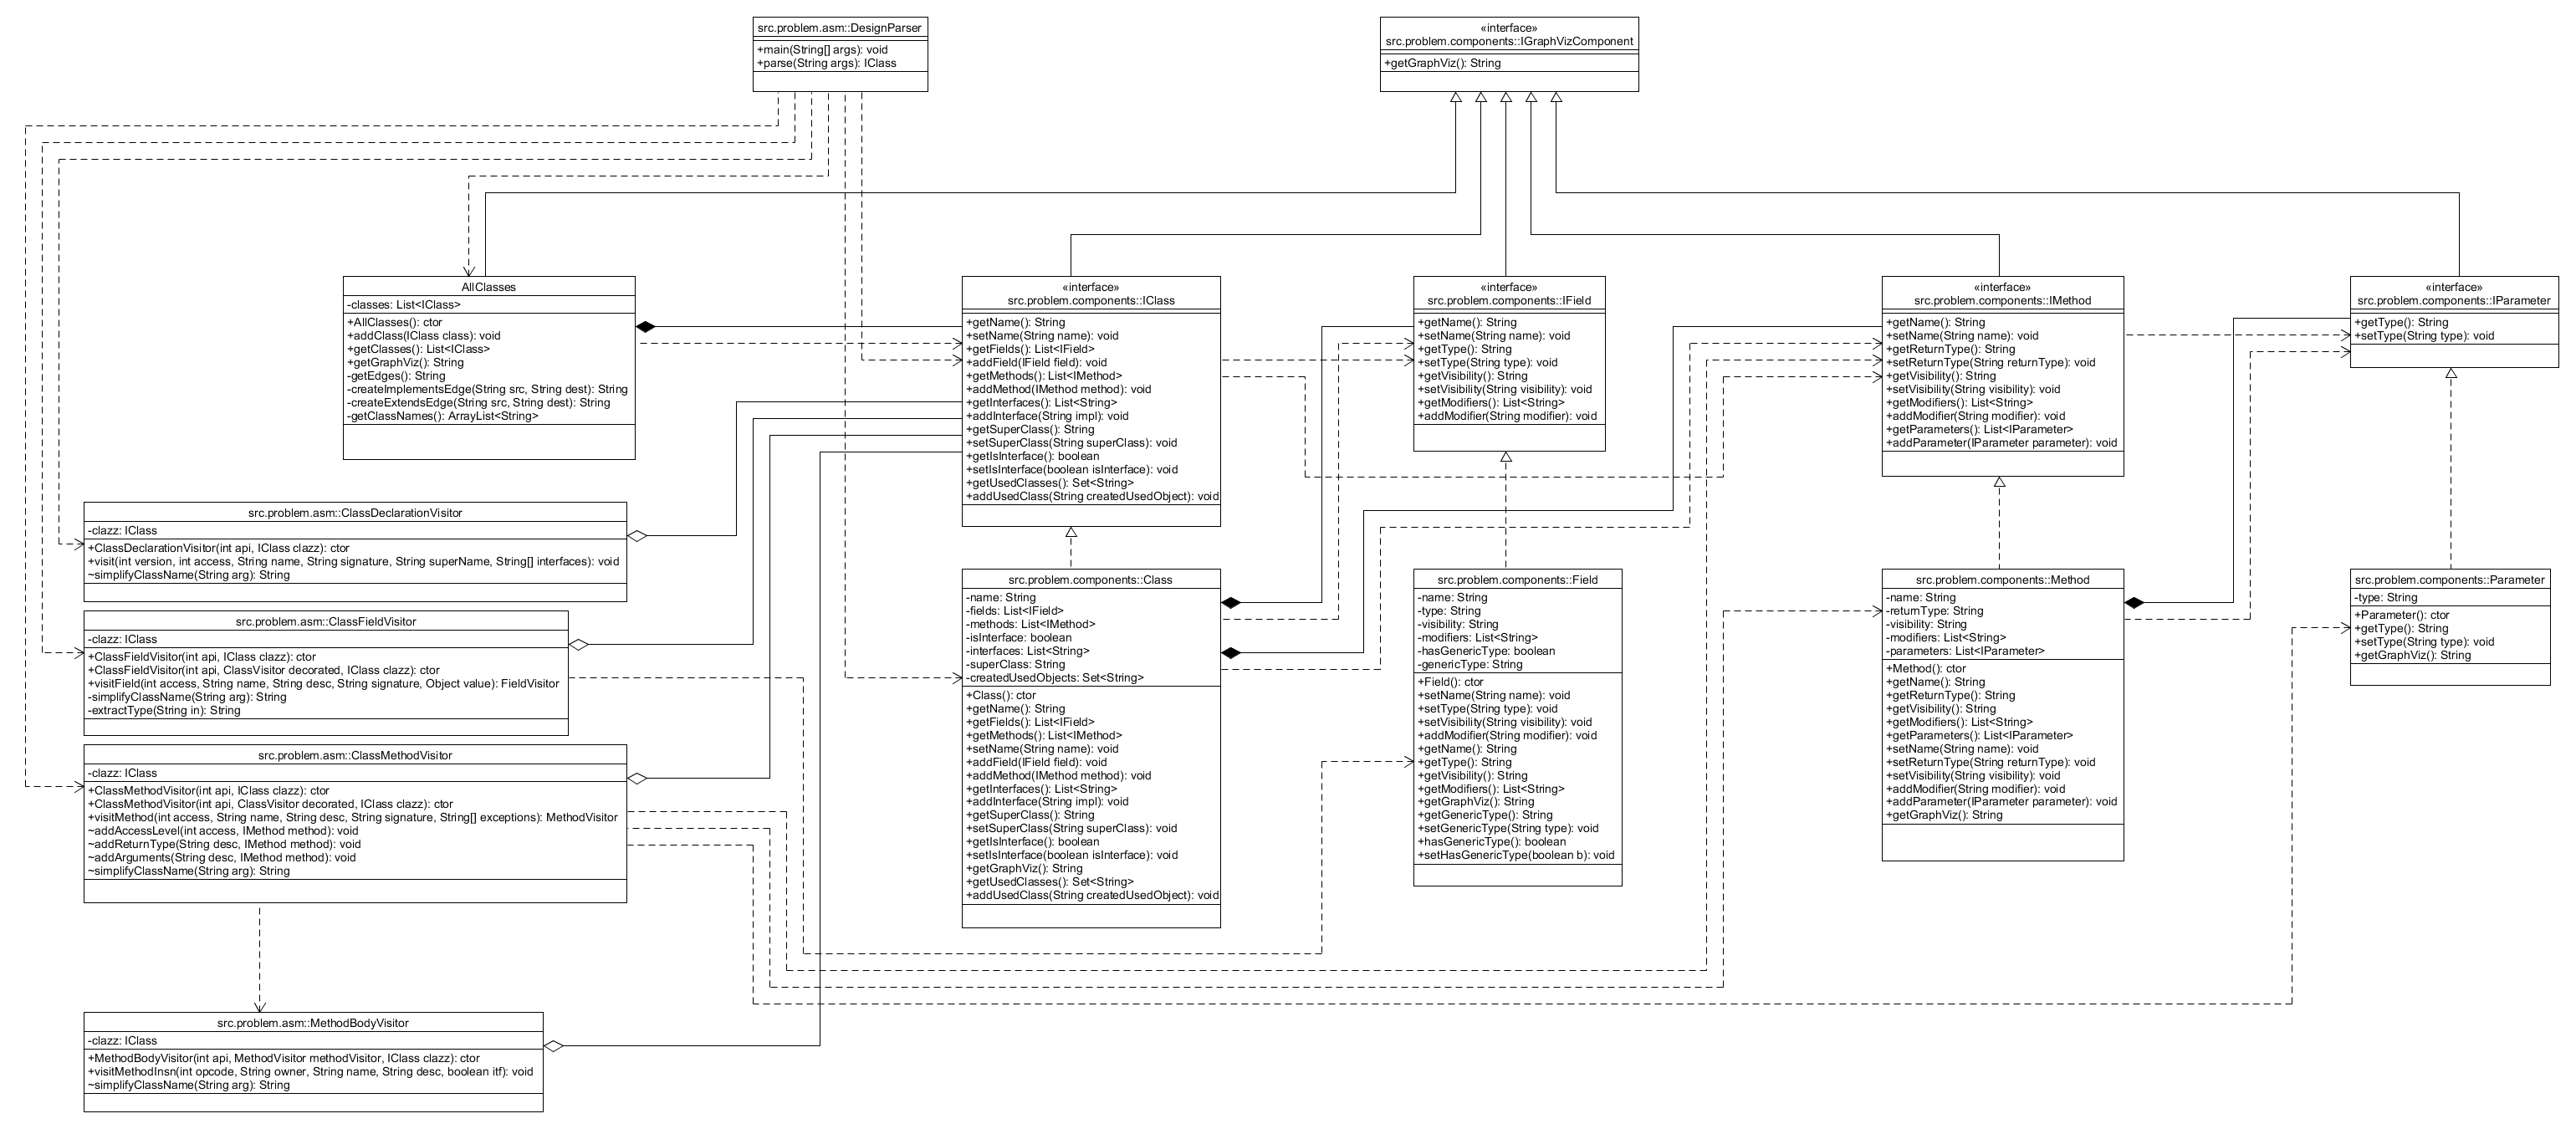 src.problem.asm::DesignParser
+main(String[] args): void
+parse(String args): IClass
«interface»
src.problem.components::IGraphVizComponent
+getGraphViz(): String
AllClasses
-classes: List<IClass>
+AllClasses(): ctor
+addClass(IClass class): void
+getClasses(): List<IClass>
+getGraphViz(): String
-getEdges(): String
-createImplementsEdge(String src, String dest): String
-createExtendsEdge(String src, String dest): String
-getClassNames(): ArrayList<String>
«interface»
src.problem.components::IClass
+getName(): String
+setName(String name): void
+getFields(): List<IField>
+addField(IField field): void
+getMethods(): List<IMethod>
+addMethod(IMethod method): void
+getInterfaces(): List<String>
+addInterface(String impl): void
+getSuperClass(): String
+setSuperClass(String superClass): void
+getIsInterface(): boolean
+setIsInterface(boolean isInterface): void
+getUsedClasses(): Set<String>
+addUsedClass(String createdUsedObject): void
«interface»
src.problem.components::IField
+getName(): String
+setName(String name): void
+getType(): String
+setType(String type): void
+getVisibility(): String
+setVisibility(String visibility): void
+getModifiers(): List<String>
+addModifier(String modifier): void
«interface»
src.problem.components::IMethod
+getName(): String
+setName(String name): void
+getReturnType(): String
+setReturnType(String returnType): void
+getVisibility(): String
+setVisibility(String visibility): void
+getModifiers(): List<String>
+addModifier(String modifier): void
+getParameters(): List<IParameter>
+addParameter(IParameter parameter): void
«interface»
src.problem.components::IParameter
+getType(): String
+setType(String type): void
src.problem.asm::ClassDeclarationVisitor
-clazz: IClass
+ClassDeclarationVisitor(int api, IClass clazz): ctor
+visit(int version, int access, String name, String signature, String superName, String[] interfaces): void
~simplifyClassName(String arg): String
src.problem.asm::ClassFieldVisitor
-clazz: IClass
+ClassFieldVisitor(int api, IClass clazz): ctor
+ClassFieldVisitor(int api, ClassVisitor decorated, IClass clazz): ctor
+visitField(int access, String name, String desc, String signature, Object value): FieldVisitor
-simplifyClassName(String arg): String
-extractType(String in): String
src.problem.asm::ClassMethodVisitor
-clazz: IClass
+ClassMethodVisitor(int api, IClass clazz): ctor
+ClassMethodVisitor(int api, ClassVisitor decorated, IClass clazz): ctor
+visitMethod(int access, String name, String desc, String signature, String[] exceptions): MethodVisitor
~addAccessLevel(int access, IMethod method): void
~addReturnType(String desc, IMethod method): void
~addArguments(String desc, IMethod method): void
~simplifyClassName(String arg): String
src.problem.asm::MethodBodyVisitor
-clazz: IClass
+MethodBodyVisitor(int api, MethodVisitor methodVisitor, IClass clazz): ctor
+visitMethodInsn(int opcode, String owner, String name, String desc, boolean itf): void
~simplifyClassName(String arg): String
src.problem.components::Class
-name: String
-fields: List<IField>
-methods: List<IMethod>
-isInterface: boolean
-interfaces: List<String>
-superClass: String
-createdUsedObjects: Set<String>
+Class(): ctor
+getName(): String
+getFields(): List<IField>
+getMethods(): List<IMethod>
+setName(String name): void
+addField(IField field): void
+addMethod(IMethod method): void
+getInterfaces(): List<String>
+addInterface(String impl): void
+getSuperClass(): String
+setSuperClass(String superClass): void
+getIsInterface(): boolean
+setIsInterface(boolean isInterface): void
+getGraphViz(): String
+getUsedClasses(): Set<String>
+addUsedClass(String createdUsedObject): void
src.problem.components::Field
-name: String
-type: String
-visibility: String
-modifiers: List<String>
-hasGenericType: boolean
-genericType: String
+Field(): ctor
+setName(String name): void
+setType(String type): void
+setVisibility(String visibility): void
+addModifier(String modifier): void
+getName(): String
+getType(): String
+getVisibility(): String
+getModifiers(): List<String>
+getGraphViz(): String
+getGenericType(): String
+setGenericType(String type): void
+hasGenericType(): boolean
+setHasGenericType(boolean b): void
src.problem.components::Method
-name: String
-returnType: String
-visibility: String
-modifiers: List<String>
-parameters: List<IParameter>
+Method(): ctor
+getName(): String
+getReturnType(): String
+getVisibility(): String
+getModifiers(): List<String>
+getParameters(): List<IParameter>
+setName(String name): void
+setReturnType(String returnType): void
+setVisibility(String visibility): void
+addModifier(String modifier): void
+addParameter(IParameter parameter): void
+getGraphViz(): String
src.problem.components::Parameter
-type: String
+Parameter(): ctor
+getType(): String
+setType(String type): void
+getGraphViz(): String